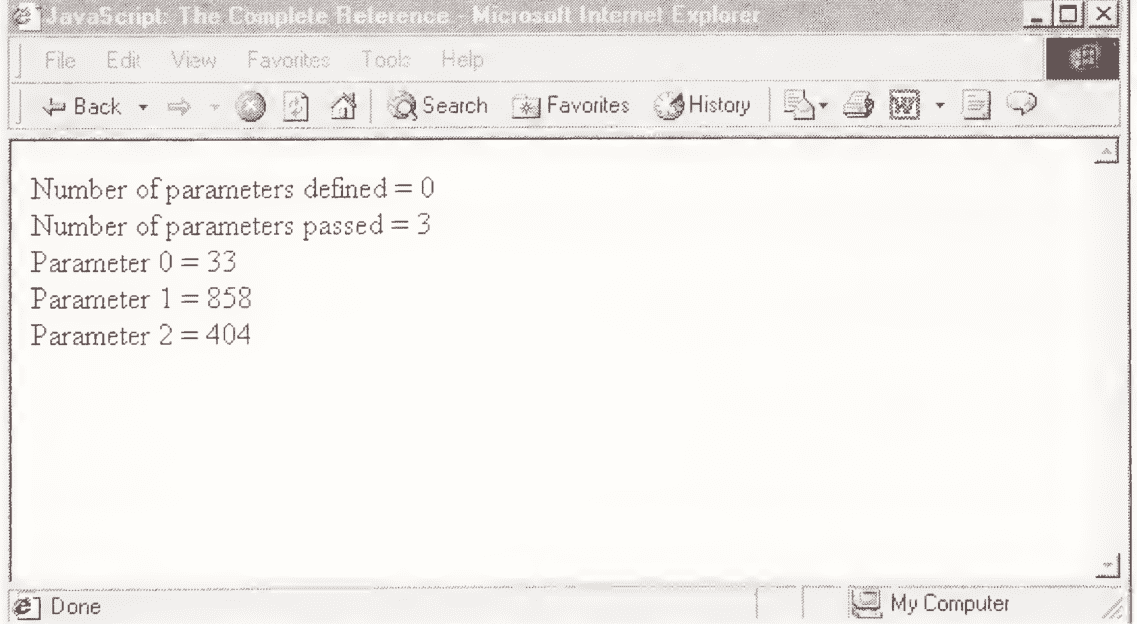 JavaScript: The Complete Reference - Microsoft Internet Explorer
File Edit View Favorites Tools Help
Back Search Favorites History
Number of parameters defined = 0
Number of parameters passed = 3
Parameter 0 = 33
Parameter 1 = 858
Parameter 2 = 404
Done My Computer